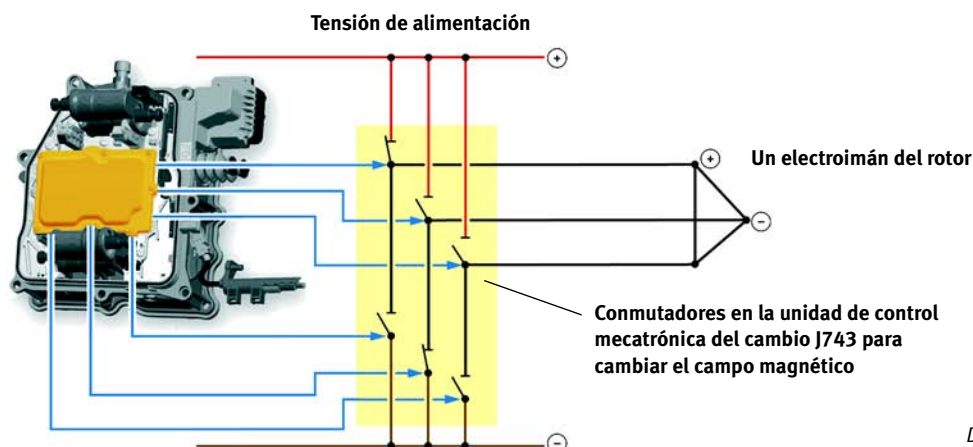 Tensión de alimentación
+
+
Un electroimán del rotor
−
Conmutadores en la unidad de control
mecatrónica del cambio J743 para
cambiar el campo magnético
−